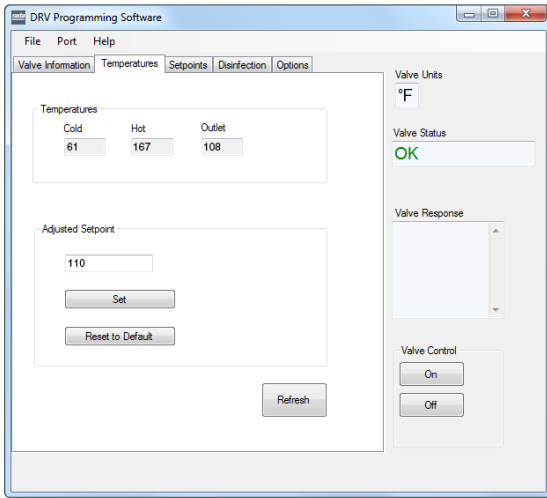 DRV Programming Software
File Port Help
Valve Information Temperatures Setpoints Disinfection Options
Valve Units
°F
Temperatures
Cold Hot Outlet
61 167 108
Valve Status
OK
Valve Response
Adjusted Setpoint
110
Set
Reset to Default
Refresh
Valve Control
On
Off